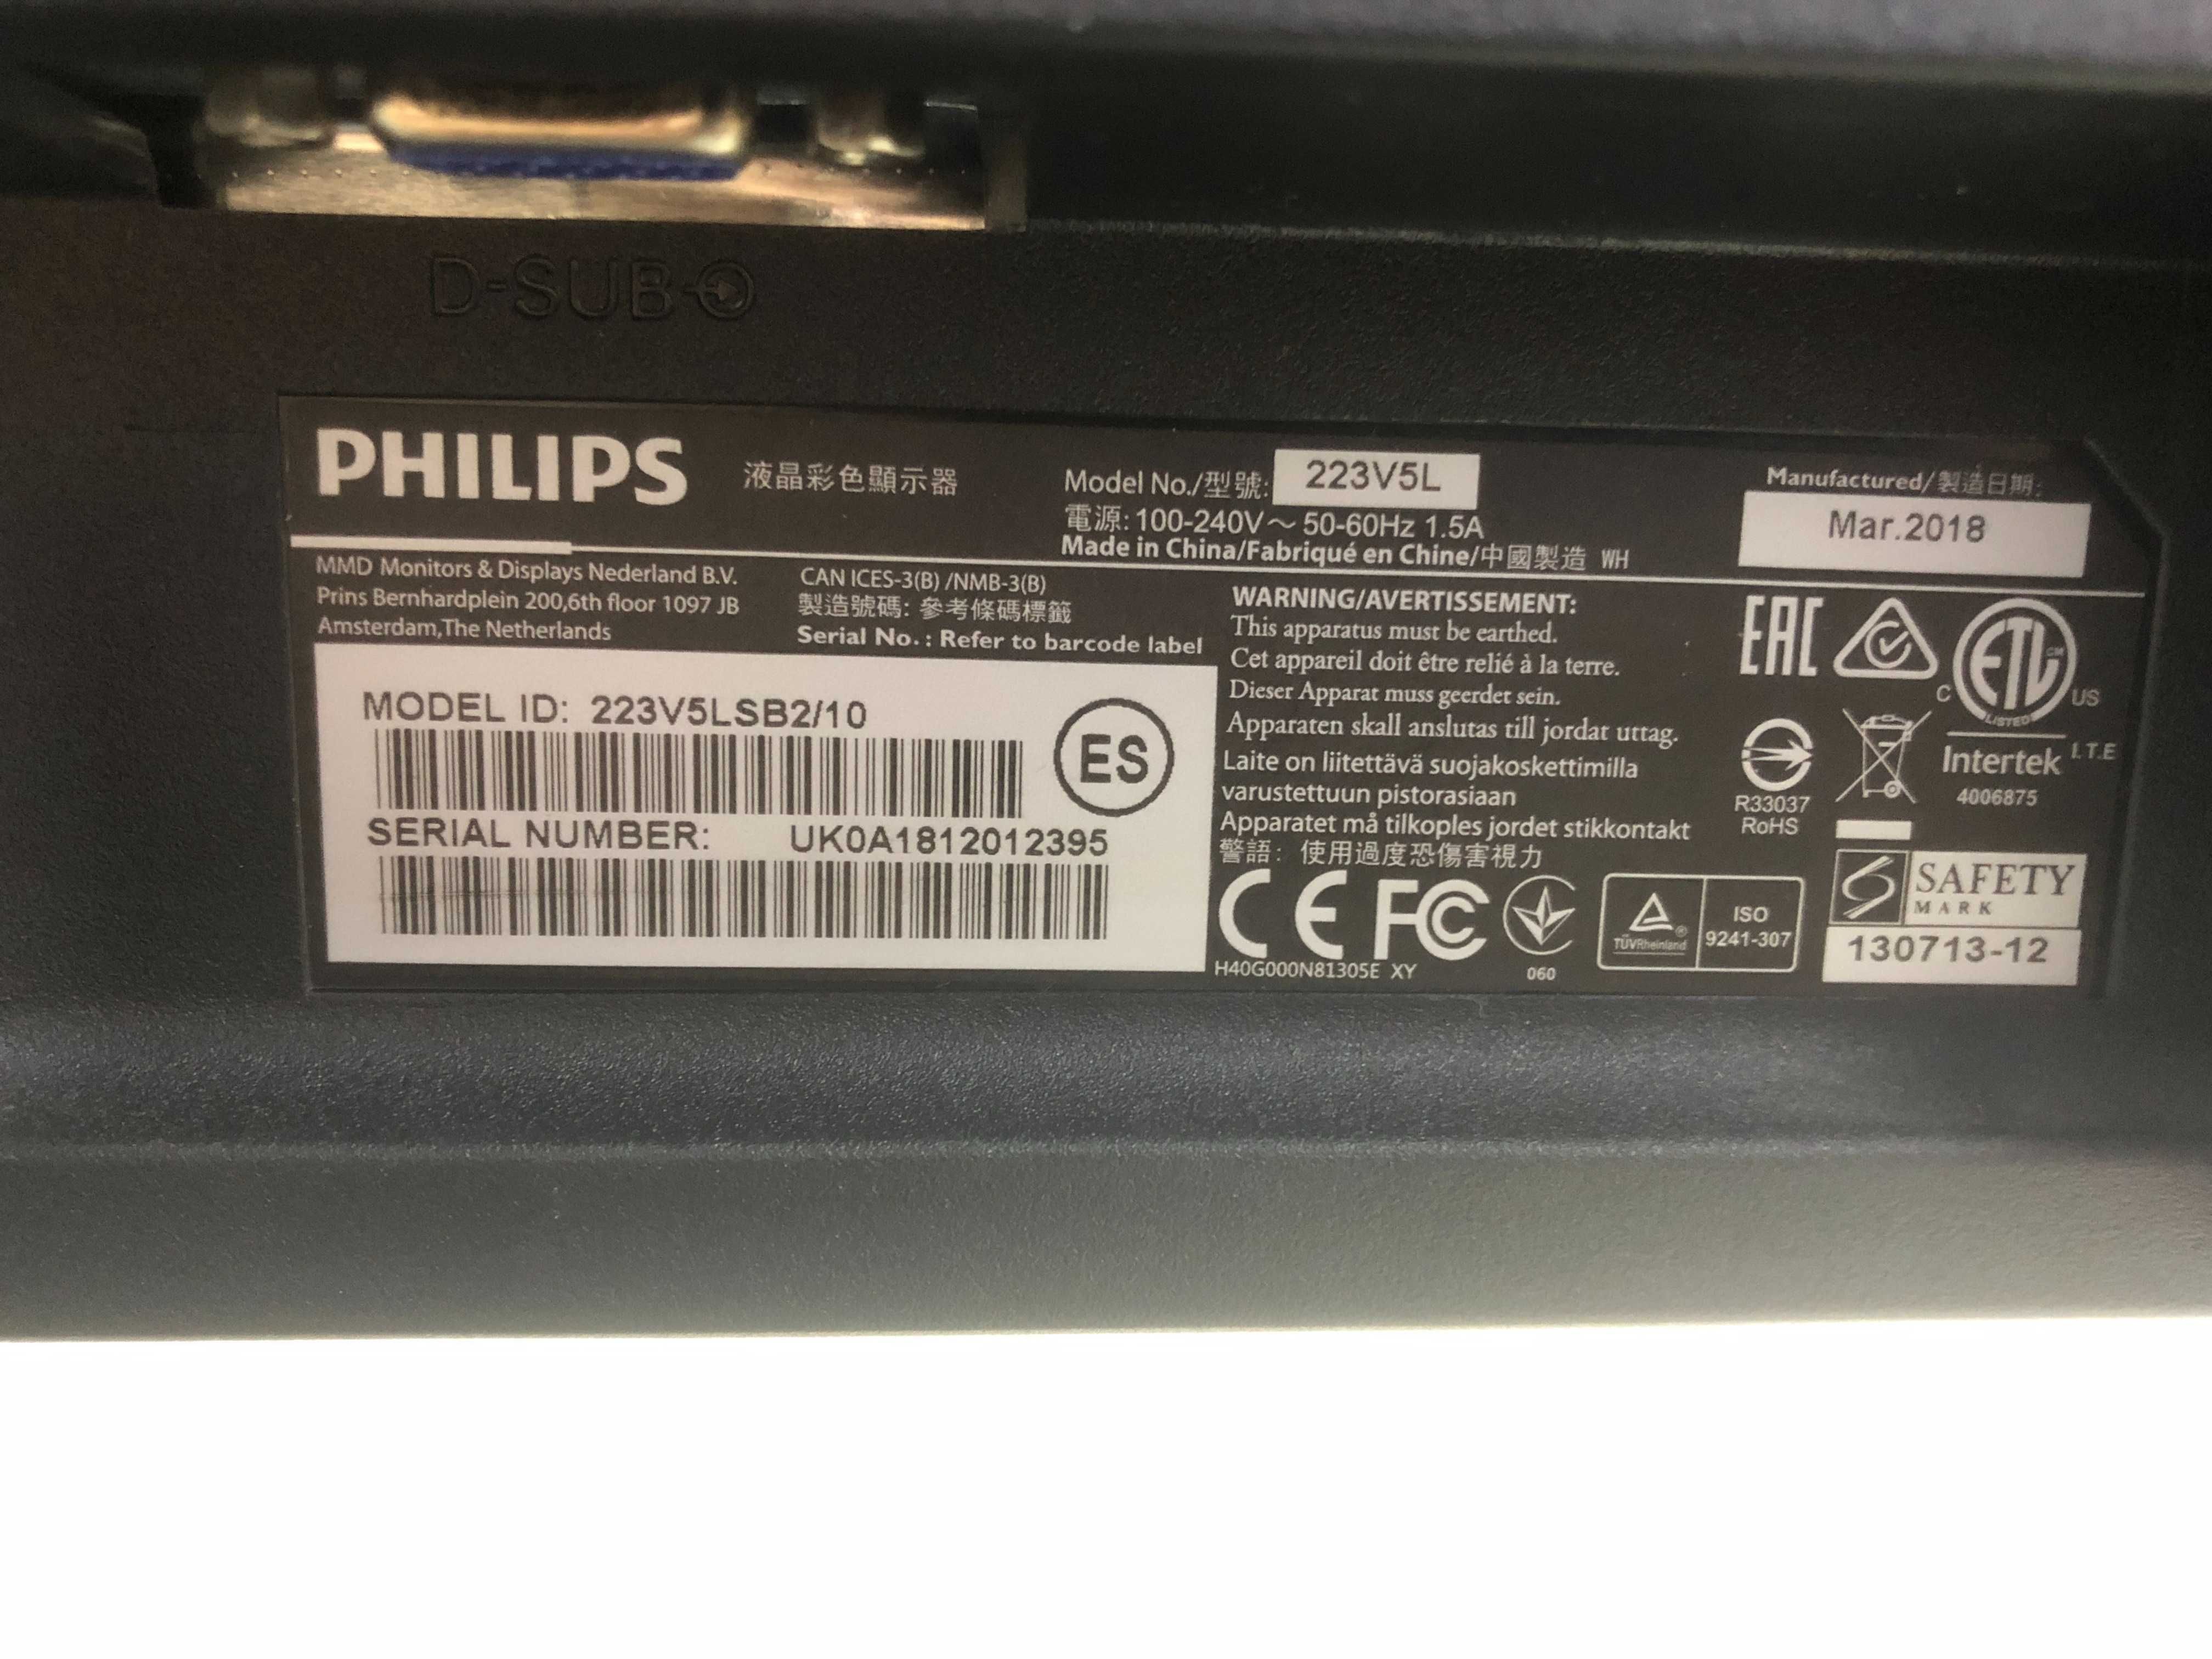 D-SUB
PHILIPS
液晶彩色顯示器
Model No./型號: 223V5L
電源: 100-240V～ 50-60Hz 1.5A
Made in China/Fabriqué en Chine/中國製造 WH
Manufactured/製造日期:
Mar.2018
MMD Monitors & Displays Nederland B.V.
Prins Bernhardplein 200,6th floor 1097 JB
Amsterdam,The Netherlands
CAN ICES-3(B) /NMB-3(B)
製造號碼: 參考條碼標籤
Serial No. : Refer to barcode label
MODEL ID: 223V5LSB2/10
ES
SERIAL NUMBER: UK0A1812012395
WARNING/AVERTISSEMENT:
This apparatus must be earthed.
Cet appareil doit être relié à la terre.
Dieser Apparat muss geerdet sein.
Apparaten skall anslutas till jordat uttag.
Laite on liitettävä suojakoskettimilla
varustettuun pistorasiaan
Apparatet må tilkoples jordet stikkontakt
警語: 使用過度恐傷害視力
CE FC
H40G000N81305E XY
060
TÜVRheinland®
ISO
9241-307
EAC
C ETL CM US
LISTED
Intertek I.T.E
4006875
R33037
RoHS
SAFETY
MARK
130713-12